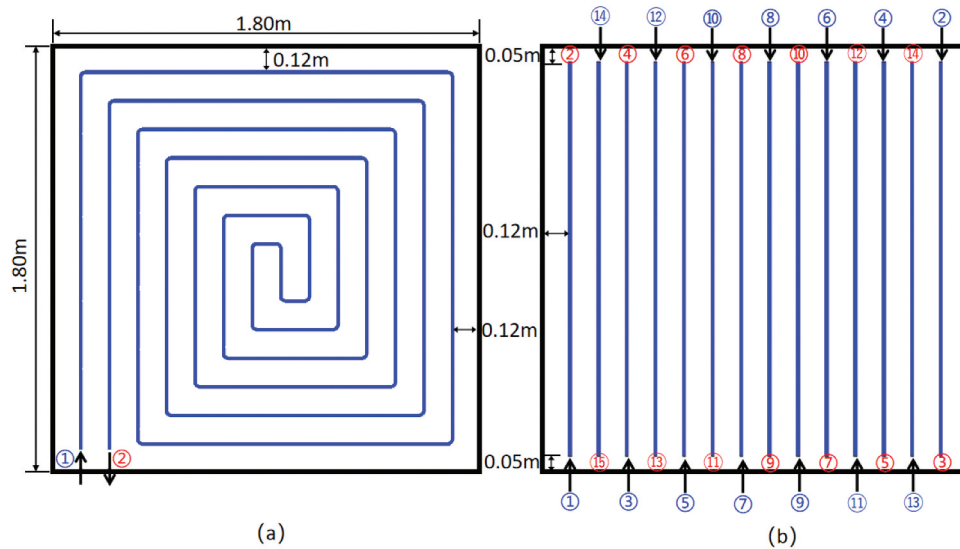 1.80m
0.12m
1.80m
0.12m
① ②
(a)
⑭ ⑫ ⑩ ⑧ ⑥ ④ ②
0.05m
② ④ ⑥ ⑧ ⑩ ⑫ ⑭
0.12m
0.05m
⑮ ⑬ ⑪ ⑨ ⑦ ⑤ ③
① ③ ⑤ ⑦ ⑨ ⑪ ⑬
(b)